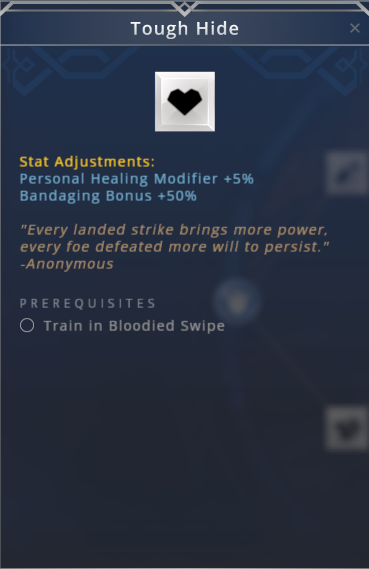 Tough Hide
Stat Adjustments:
Personal Healing Modifier +5%
Bandaging Bonus +50%
"Every landed strike brings more power,
every foe defeated more will to persist."
-Anonymous
PREREQUISITES
Train in Bloodied Swipe